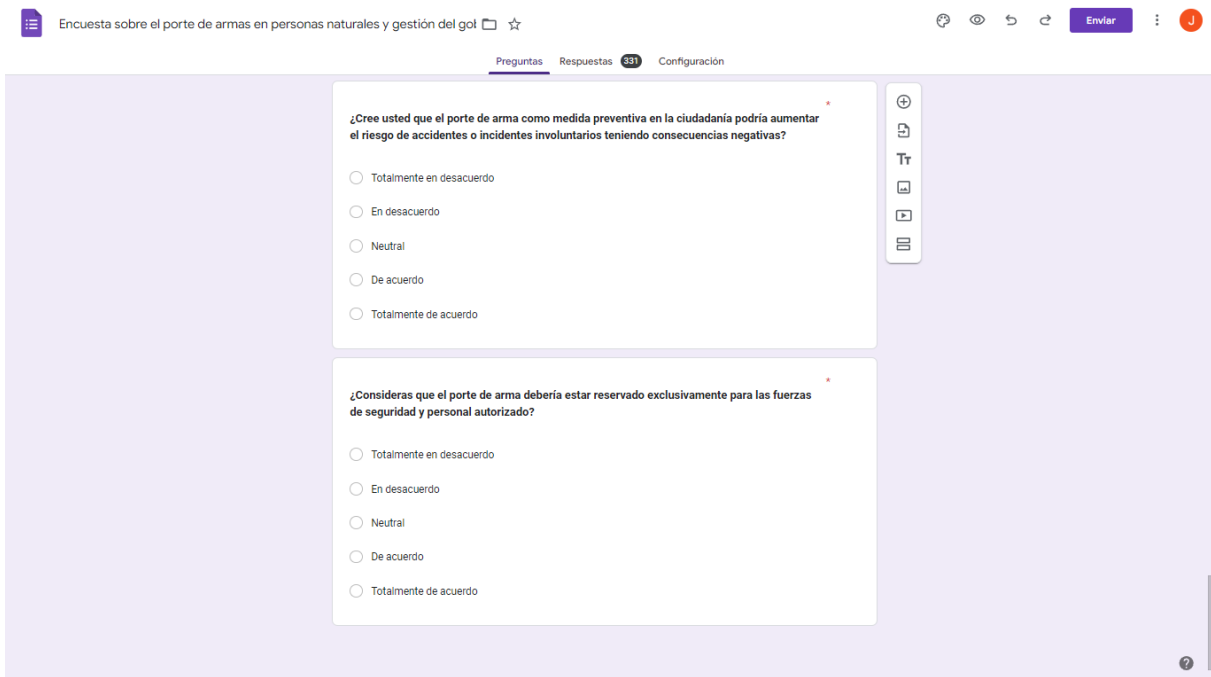 Encuesta sobre el porte de armas en personas naturales y gestión del gol
Enviar
J
Preguntas Respuestas 331 Configuración
*
¿Cree usted que el porte de arma como medida preventiva en la ciudadanía podría aumentar
el riesgo de accidentes o incidentes involuntarios teniendo consecuencias negativas?
Totalmente en desacuerdo
En desacuerdo
Neutral
De acuerdo
Totalmente de acuerdo
*
¿Consideras que el porte de arma debería estar reservado exclusivamente para las fuerzas
de seguridad y personal autorizado?
Totalmente en desacuerdo
En desacuerdo
Neutral
De acuerdo
Totalmente de acuerdo